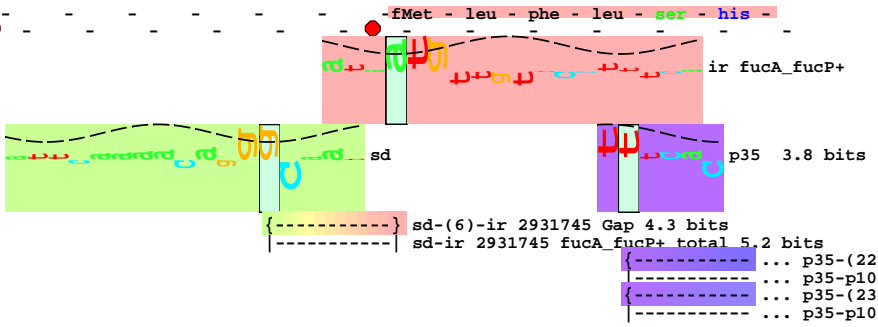 - - - - - - -fMet - leu - phe - leu - ser - his -
ir fucA_fucP+
sd
p35 3.8 bits
{-----------} sd-(6)-ir 2931745 Gap 4.3 bits
|-----------| sd-ir 2931745 fucA_fucP+ total 5.2 bits
{----------- ... p35-(22
|----------- ... p35-p10
{----------- ... p35-(23
|----------- ... p35-p10